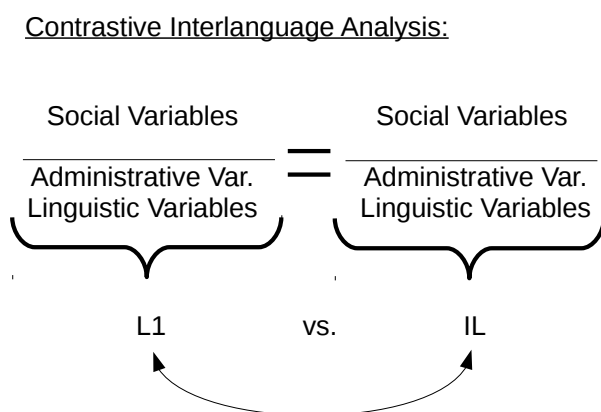 Contrastive Interlanguage Analysis:
Social Variables
Administrative Var.
Linguistic Variables
=
Social Variables
Administrative Var.
Linguistic Variables
L1 vs. IL